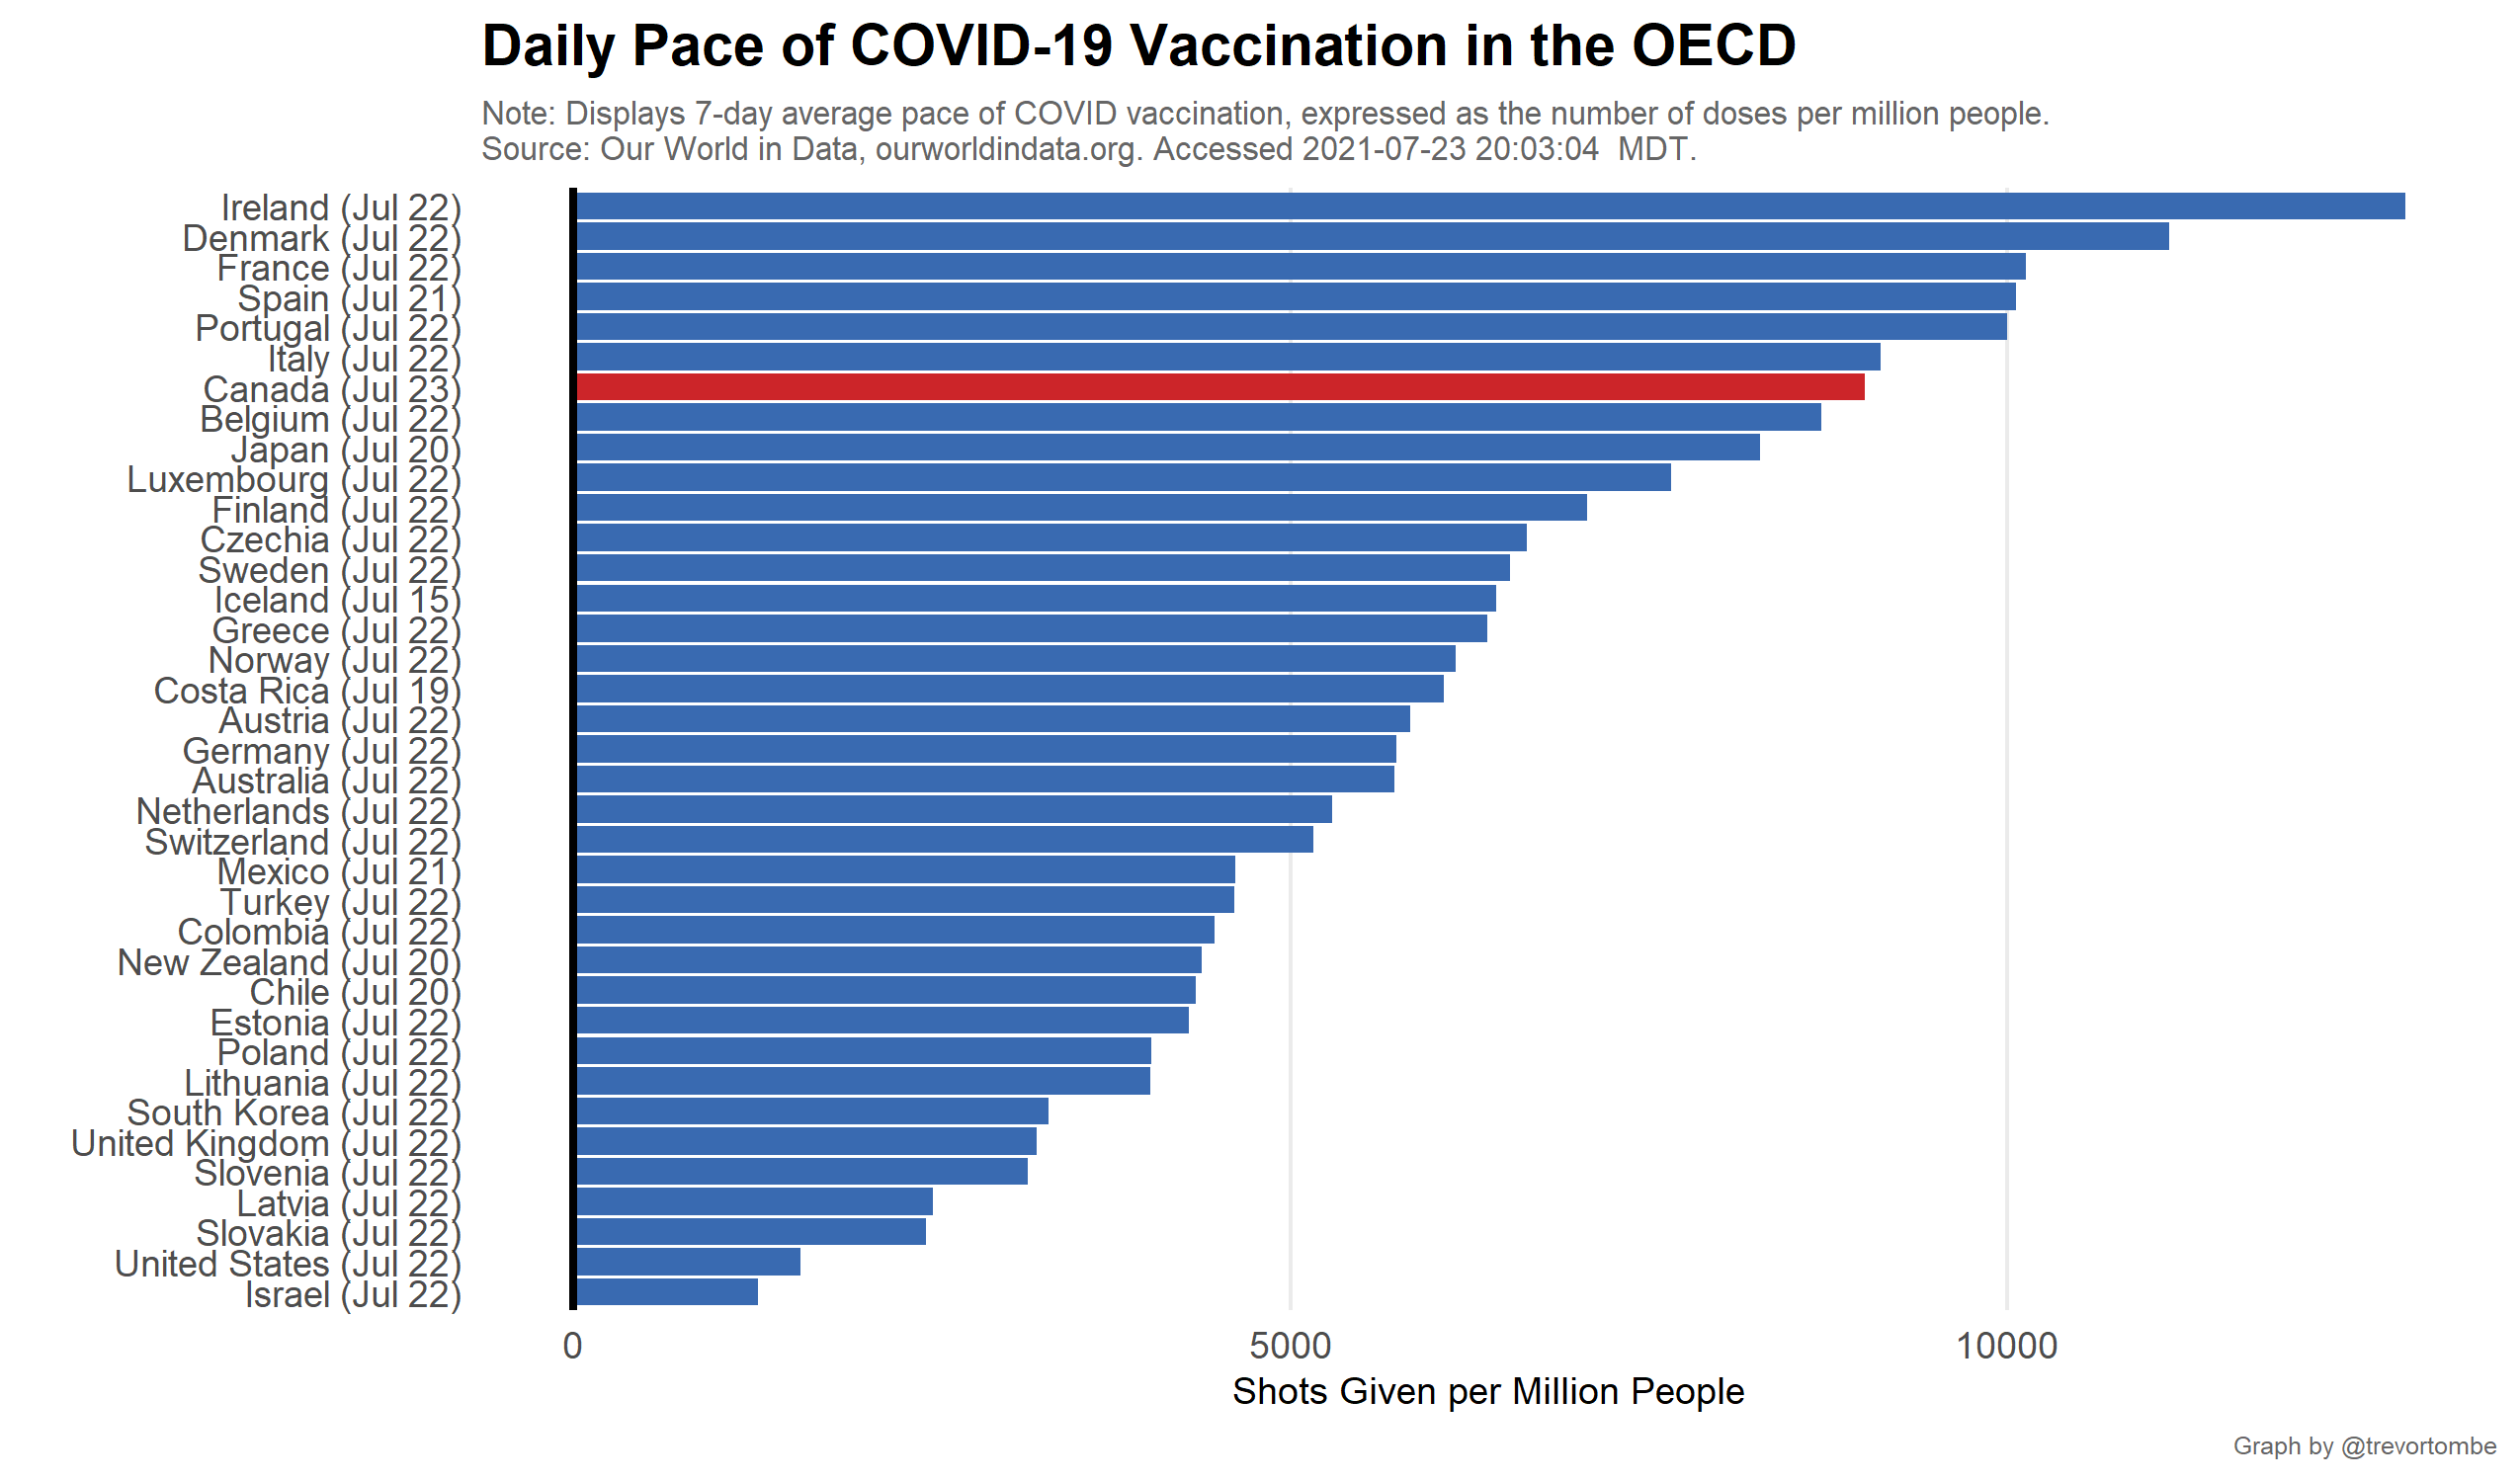 Daily Pace of COVID-19 Vaccination in the OECD
Note: Displays 7-day average pace of COVID vaccination, expressed as the number of doses per million people.
Source: Our World in Data, ourworldindata.org. Accessed 2021-07-23 20:03:04  MDT.
Ireland (Jul 22)
Denmark (Jul 22)
France (Jul 22)
Spain (Jul 21)
Portugal (Jul 22)
Italy (Jul 22)
Canada (Jul 23)
Belgium (Jul 22)
Japan (Jul 20)
Luxembourg (Jul 22)
Finland (Jul 22)
Czechia (Jul 22)
Sweden (Jul 22)
Iceland (Jul 15)
Greece (Jul 22)
Norway (Jul 22)
Costa Rica (Jul 19)
Austria (Jul 22)
Germany (Jul 22)
Australia (Jul 22)
Netherlands (Jul 22)
Switzerland (Jul 22)
Mexico (Jul 21)
Turkey (Jul 22)
Colombia (Jul 22)
New Zealand (Jul 20)
Chile (Jul 20)
Estonia (Jul 22)
Poland (Jul 22)
Lithuania (Jul 22)
South Korea (Jul 22)
United Kingdom (Jul 22)
Slovenia (Jul 22)
Latvia (Jul 22)
Slovakia (Jul 22)
United States (Jul 22)
Israel (Jul 22)
0 5000 10000
Shots Given per Million People
Graph by @trevortombe